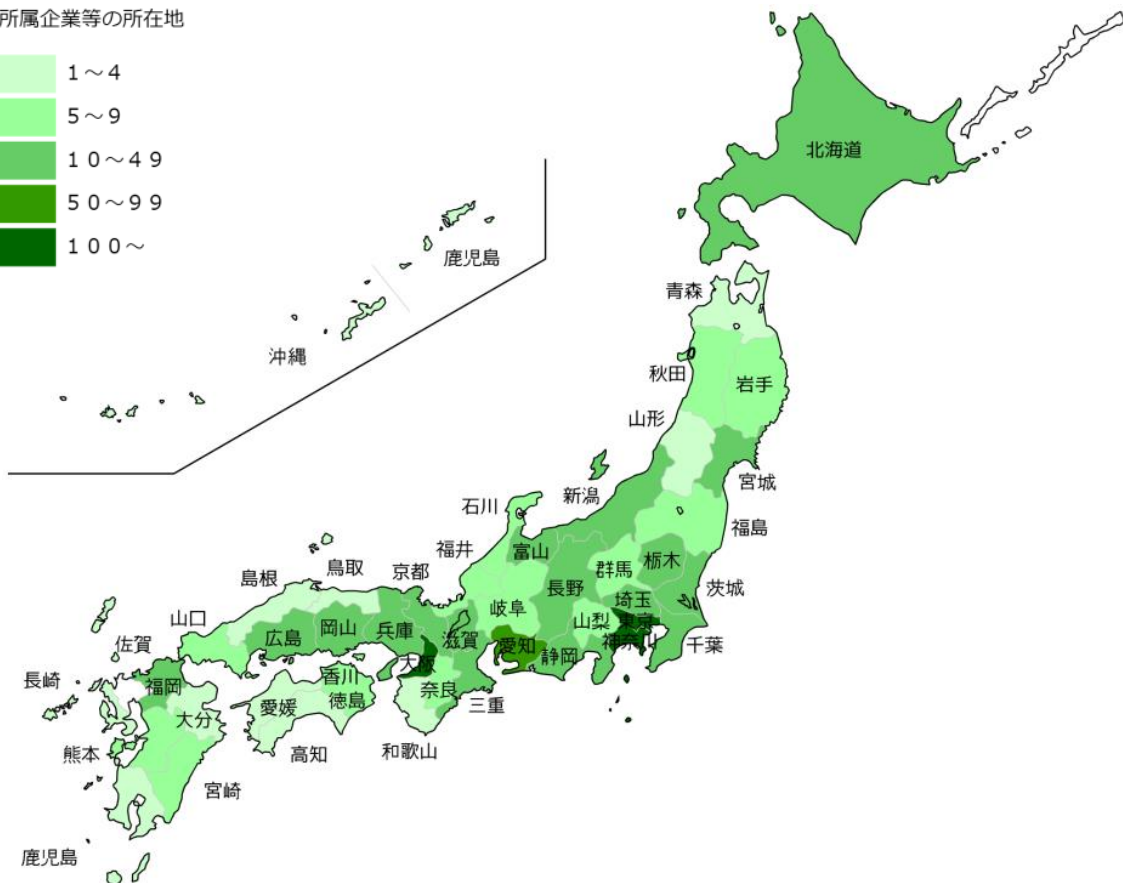 所属企業等の所在地
1～4
5～9
10～49
50～99
100～
北海道
鹿児島
沖縄
青森
秋田
岩手
山形
宮城
新潟
石川
福島
福井
富山
栃木
群馬
鳥取
京都
長野
茨城
島根
岐阜
埼玉
山口
山梨
東京
岡山
兵庫
広島
滋賀
愛知
神奈川
千葉
佐賀
静岡
大阪
長崎
福岡
香川
奈良
徳島
三重
愛媛
大分
熊本
高知
和歌山
宮崎
鹿児島